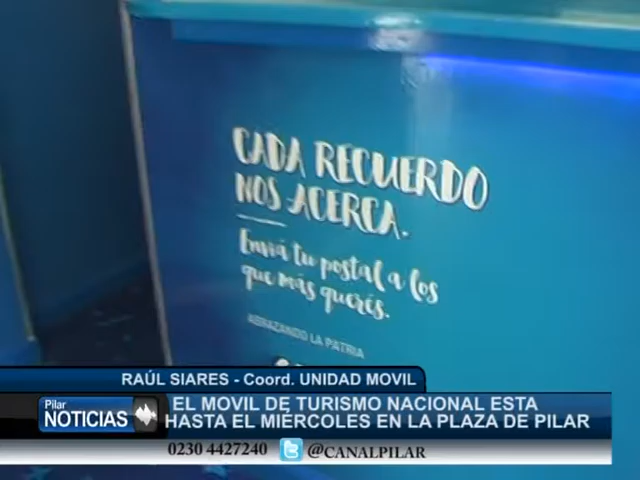 CADA RECUERDO
NOS ACERCA.
Enviá tu postal a los
que más querés.
ABRAZANDO LA PATRIA
RAÚL SIARES - Coord. UNIDAD MOVIL
Pilar
NOTICIAS
EL MOVIL DE TURISMO NACIONAL ESTA
HASTA EL MIÉRCOLES EN LA PLAZA DE PILAR
0230 4427240 @CANALPILAR